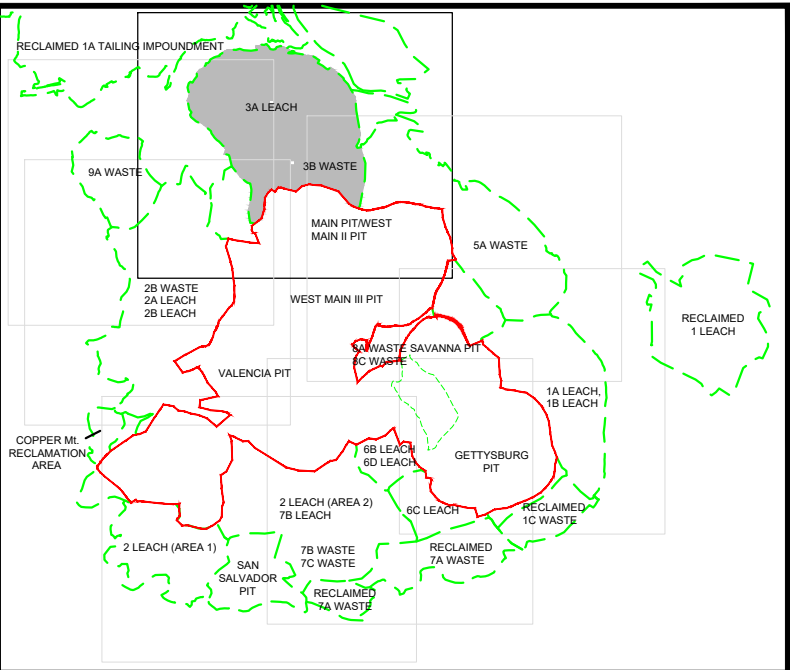 RECLAIMED 1A TAILING IMPOUNDMENT
3A LEACH
3B WASTE
9A WASTE
MAIN PIT/WEST
MAIN II PIT
5A WASTE
2B WASTE
2A LEACH
2B LEACH
WEST MAIN III PIT
RECLAIMED
1 LEACH
8A WASTE
8C WASTE
SAVANNA PIT
VALENCIA PIT
1A LEACH,
1B LEACH
COPPER Mt.
RECLAMATION
AREA
6B LEACH
6D LEACH
GETTYSBURG
PIT
2 LEACH (AREA 2)
7B LEACH
6C LEACH
RECLAIMED
1C WASTE
2 LEACH (AREA 1)
7B WASTE
7C WASTE
RECLAIMED
7A WASTE
SAN
SALVADOR
PIT
RECLAIMED
7A WASTE